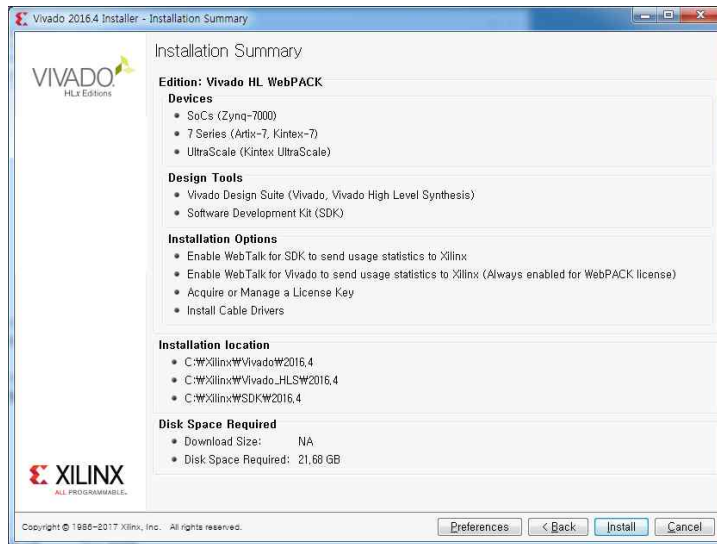 Vivado 2016.4 Installer - Installation Summary
VIVADO
HLx Editions
Installation Summary
Edition: Vivado HL WebPACK
Devices
SoCs (Zynq-7000)
7 Series (Artix-7, Kintex-7)
UltraScale (Kintex UltraScale)
Design Tools
Vivado Design Suite (Vivado, Vivado High Level Synthesis)
Software Development Kit (SDK)
Installation Options
Enable WebTalk for SDK to send usage statistics to Xilinx
Enable WebTalk for Vivado to send usage statistics to Xilinx (Always enabled for WebPACK license)
Acquire or Manage a License Key
Install Cable Drivers
Installation location
C:₩Xilinx₩Vivado₩2016.4
C:₩Xilinx₩Vivado_HLS₩2016.4
C:₩Xilinx₩SDK₩2016.4
Disk Space Required
Download Size: NA
Disk Space Required: 21.68 GB
XILINX
ALL PROGRAMMABLE.
Copyright © 1986-2017 Xilinx, Inc. All rights reserved.
Preferences < Back Install Cancel